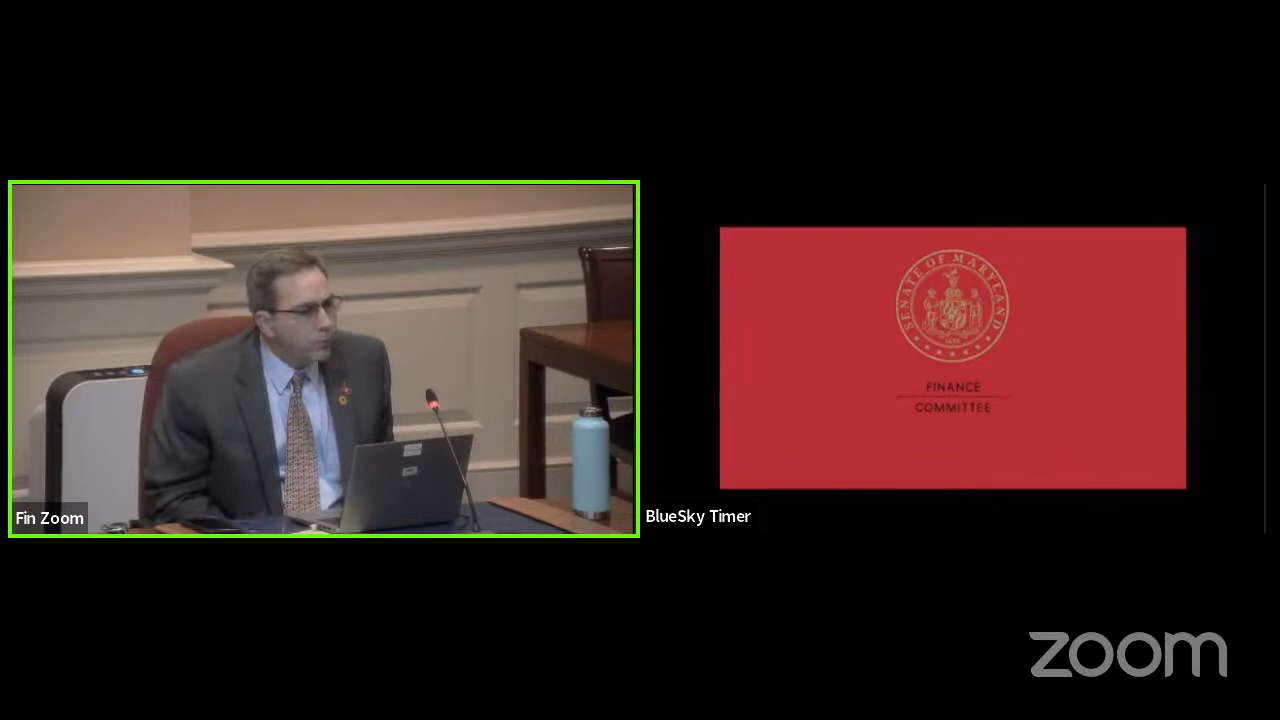 SENATE OF MARYLAND
FINANCE
COMMITTEE
Fin Zoom
BlueSky Timer
zoom